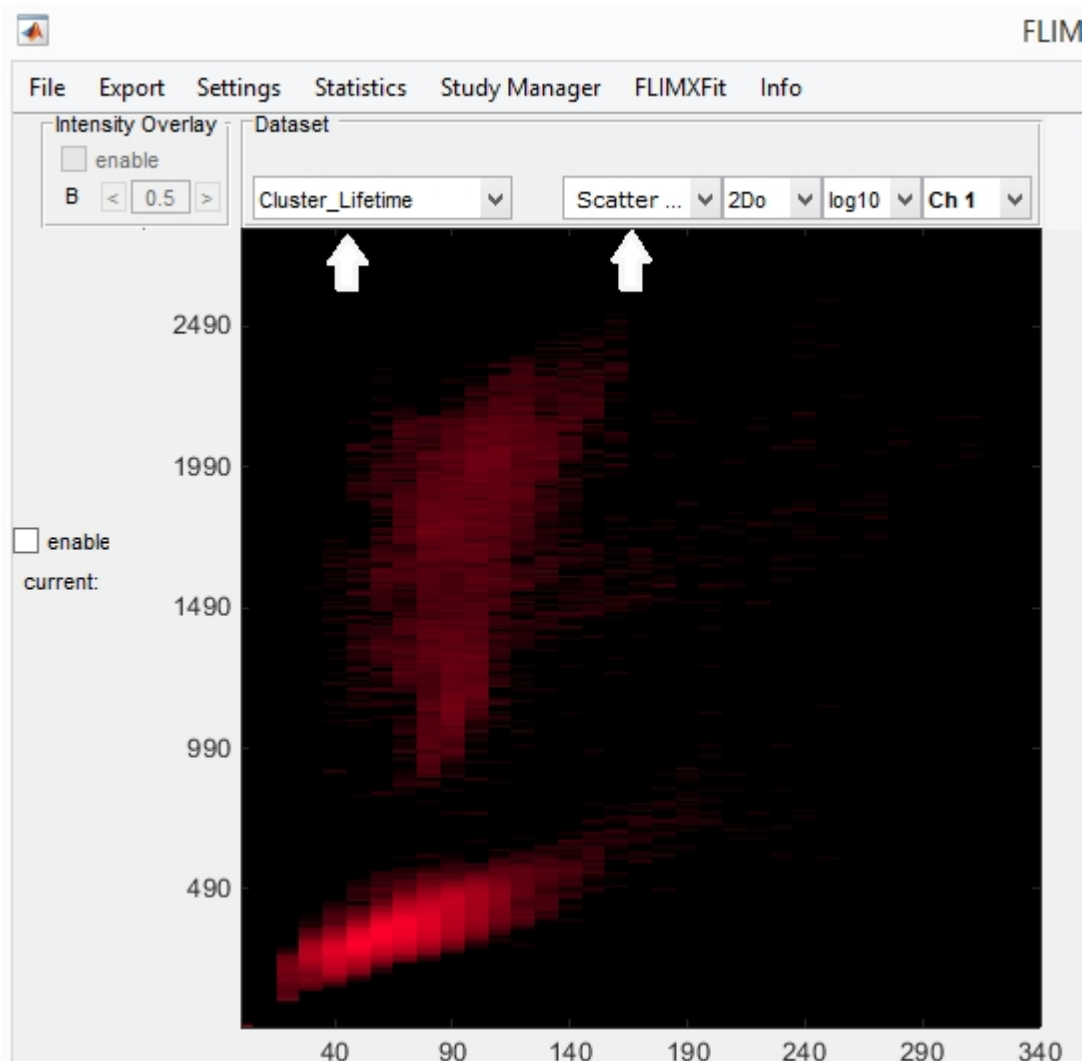 FLIM
File Export Settings Statistics Study Manager FLIMXFit Info
Intensity Overlay
enable
B < 0.5 >
Dataset
Cluster_Lifetime Scatter ... 2Do log10 Ch 1
2490
1990
enable
current:
1490
990
490
40 90 140 190 240 290 340